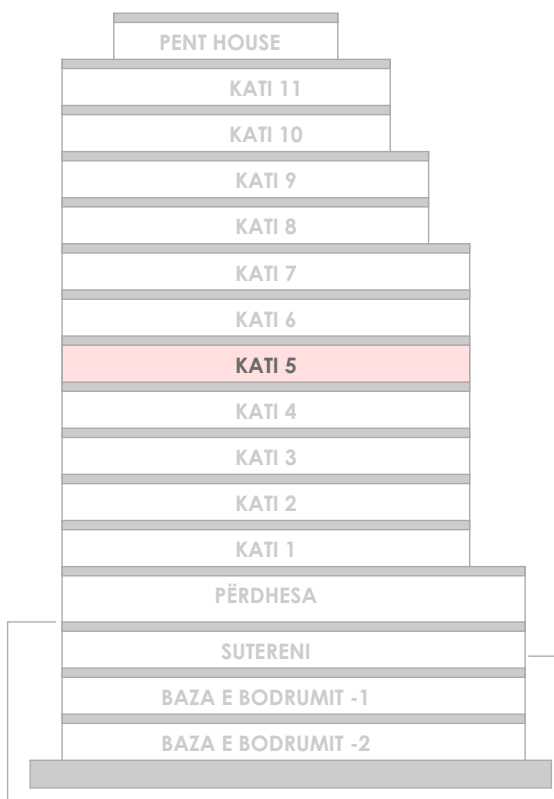 PENT HOUSE
KATI 11
KATI 10
KATI 9
KATI 8
KATI 7
KATI 6
KATI 5
KATI 4
KATI 3
KATI 2
KATI 1
PËRDHESA
SUTERENI
BAZA E BODRUMIT -1
BAZA E BODRUMIT -2